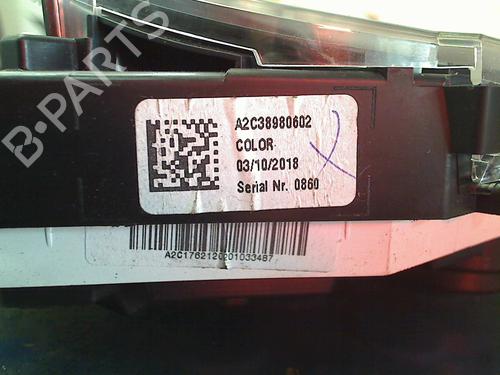 B-PARTS
A2C38980602
COLOR
03/10/2018
Serial Nr. 0860
A2C1762120201033487